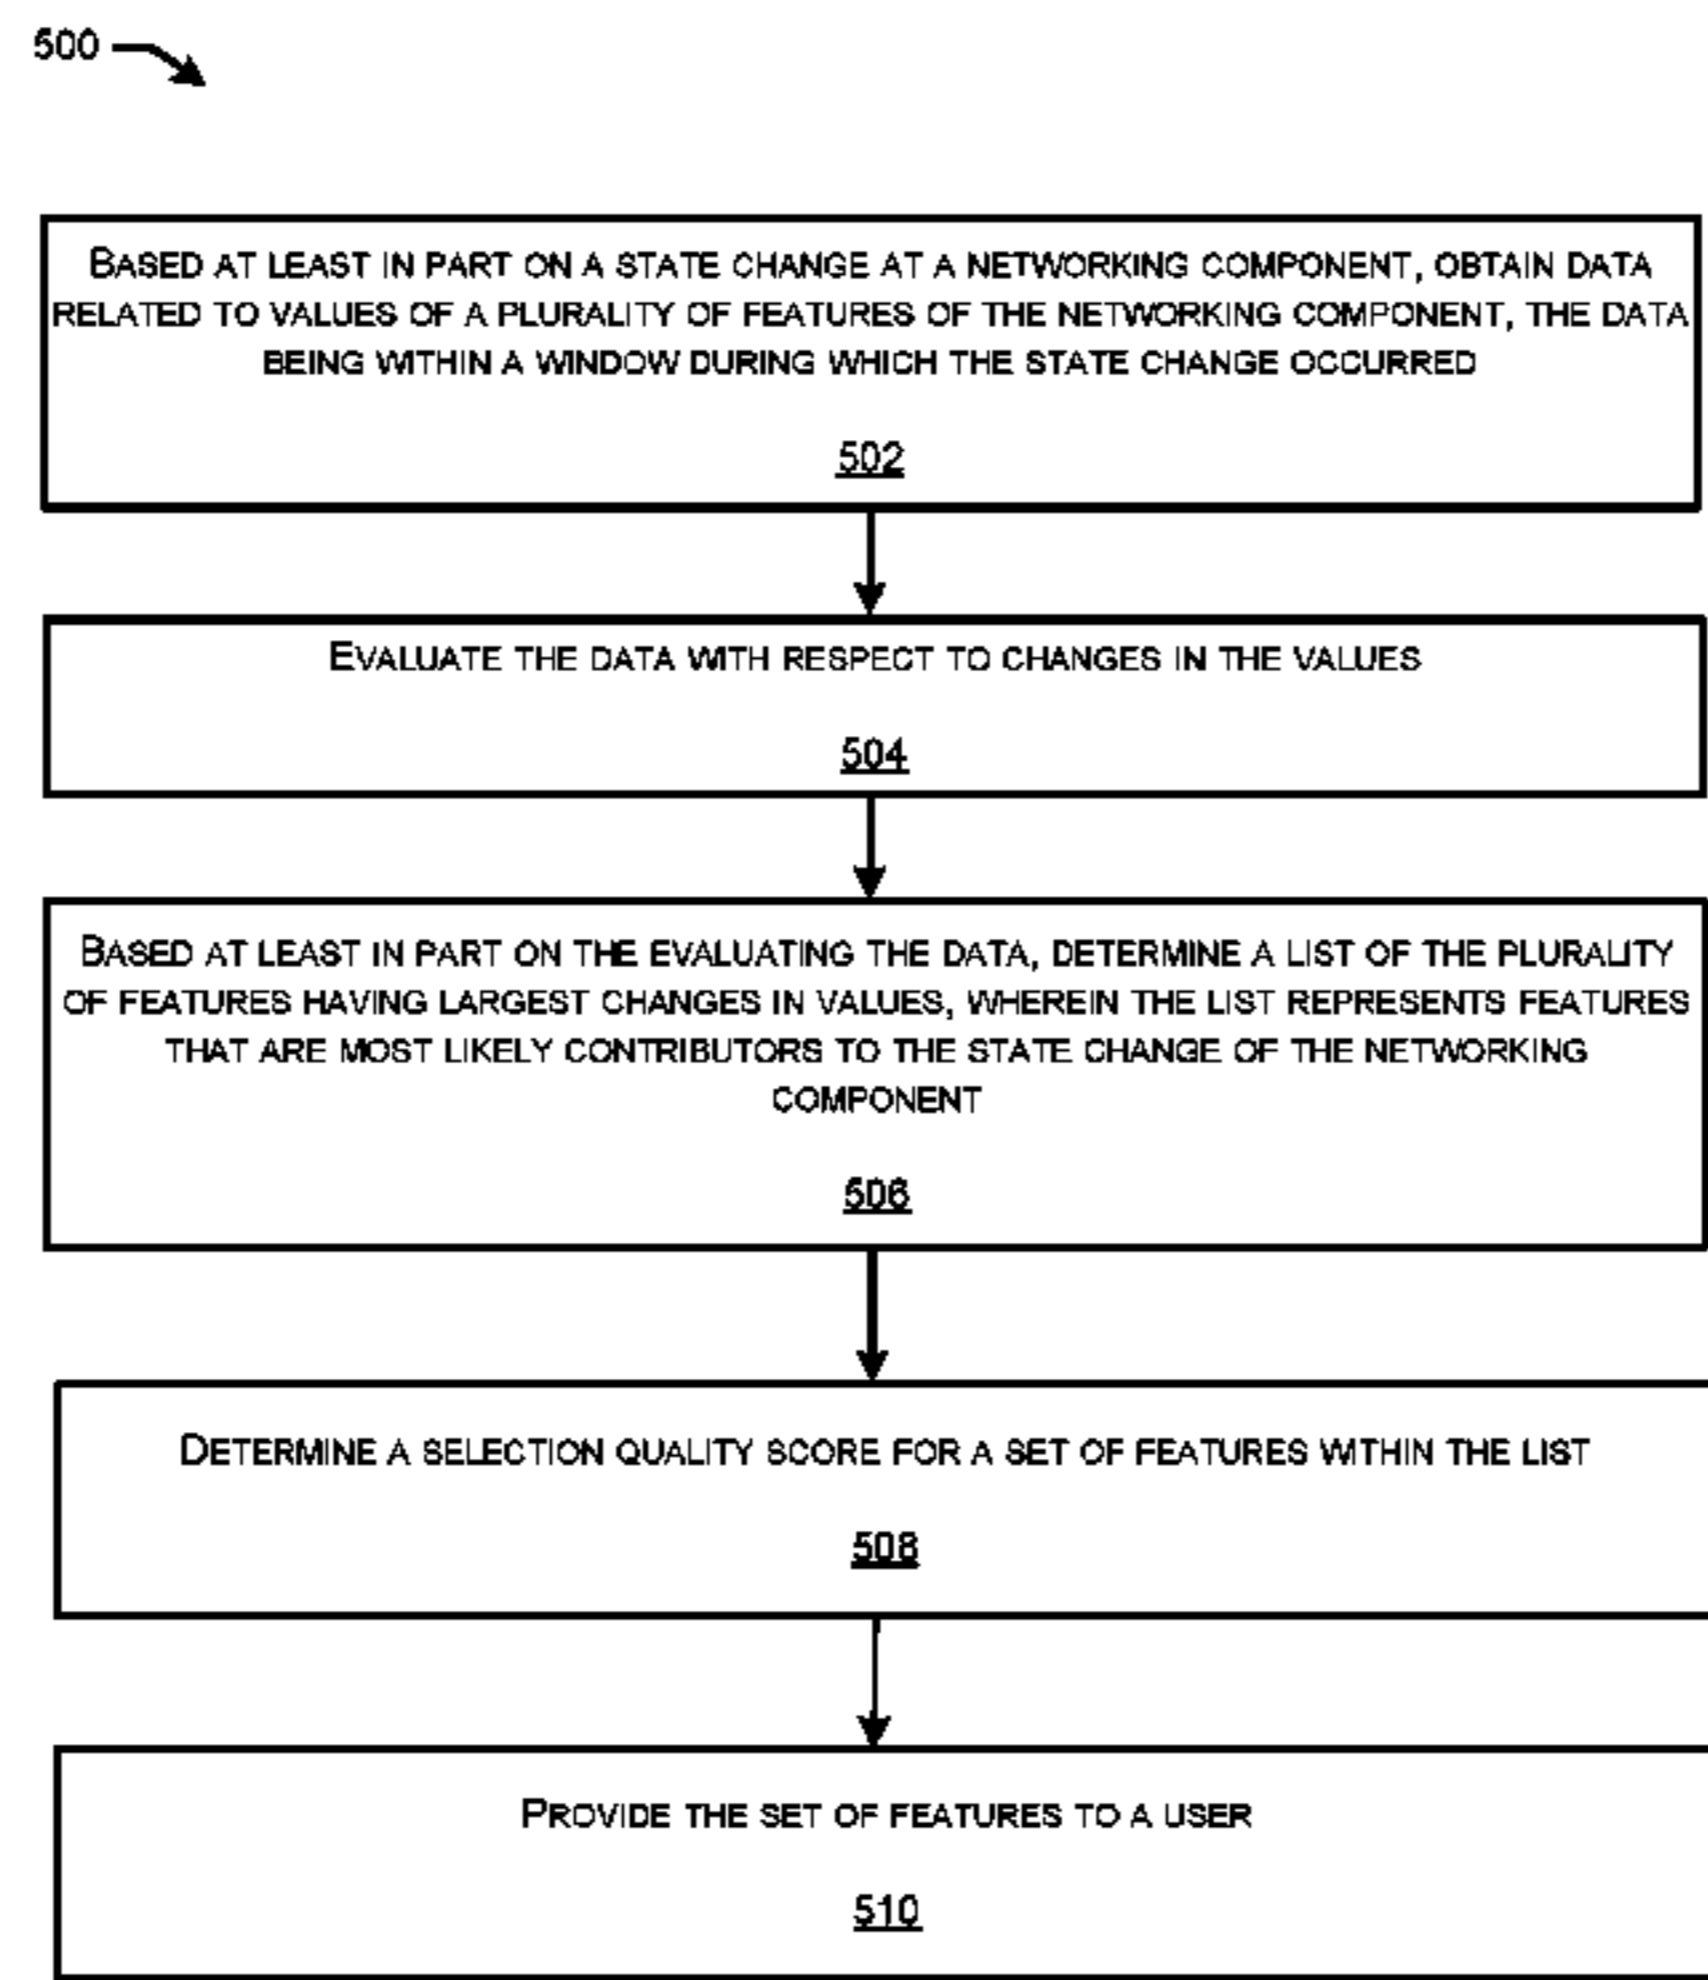 500
BASED AT LEAST IN PART ON A STATE CHANGE AT A NETWORKING COMPONENT, OBTAIN DATA
RELATED TO VALUES OF A PLURALITY OF FEATURES OF THE NETWORKING COMPONENT, THE DATA
BEING WITHIN A WINDOW DURING WHICH THE STATE CHANGE OCCURRED
502
EVALUATE THE DATA WITH RESPECT TO CHANGES IN THE VALUES
504
BASED AT LEAST IN PART ON THE EVALUATING THE DATA, DETERMINE A LIST OF THE PLURALITY
OF FEATURES HAVING LARGEST CHANGES IN VALUES, WHEREIN THE LIST REPRESENTS FEATURES
THAT ARE MOST LIKELY CONTRIBUTORS TO THE STATE CHANGE OF THE NETWORKING
COMPONENT
506
DETERMINE A SELECTION QUALITY SCORE FOR A SET OF FEATURES WITHIN THE LIST
508
PROVIDE THE SET OF FEATURES TO A USER
510